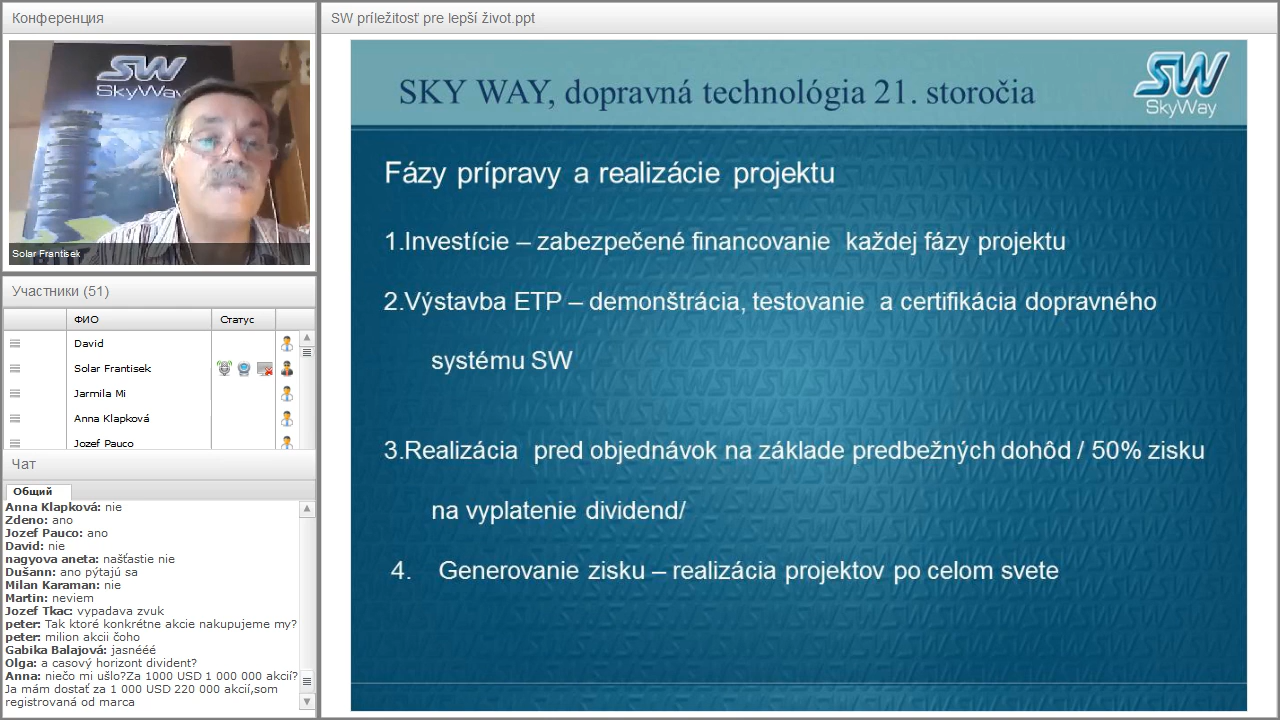 Конференция
SW
SkyWay
Solar Frantisek
Участники (51)
ФИО
Статус
David
Solar Frantisek
Jarmila Mi
Anna Klapková
Jozef Pauco
Чат
Общий
Anna Klapková: nie
Zdeno: ano
Jozef Pauco: ano
David: nie
nagyova aneta: našťastie nie
Dušann: ano pýtajú sa
Milan Karaman: no
Martin: neviem
Jozef Tkac: vypadava zvuk
peter: Tak ktoré konkrétne akcie nakupujeme my?
peter: milion akcii čoho
Gabika Balajová: jasnééé
Olga: a casový horizont divident?
Anna: niečo mi ušlo?Za 1000 USD 1 000 000 akcií?
Ja mám dostať za 1 000 USD 220 000 akcií,som
registrovaná od mája
SW príležitosť pre lepší život.ppt
SKY WAY, dopravná technológia 21. storočia
SW
SkyWay
Fázy prípravy a realizácie projektu
1.Investície – zabezpečené financovanie každej fázy projektu
2.Výstavba ETP – demonštrácia, testovanie a certifikácia dopravného
systému SW
3.Realizácia pred objednávok na základe predbežných dohôd / 50% zisku
na vyplatenie dividend/
4. Generovanie zisku – realizácia projektov po celom svete